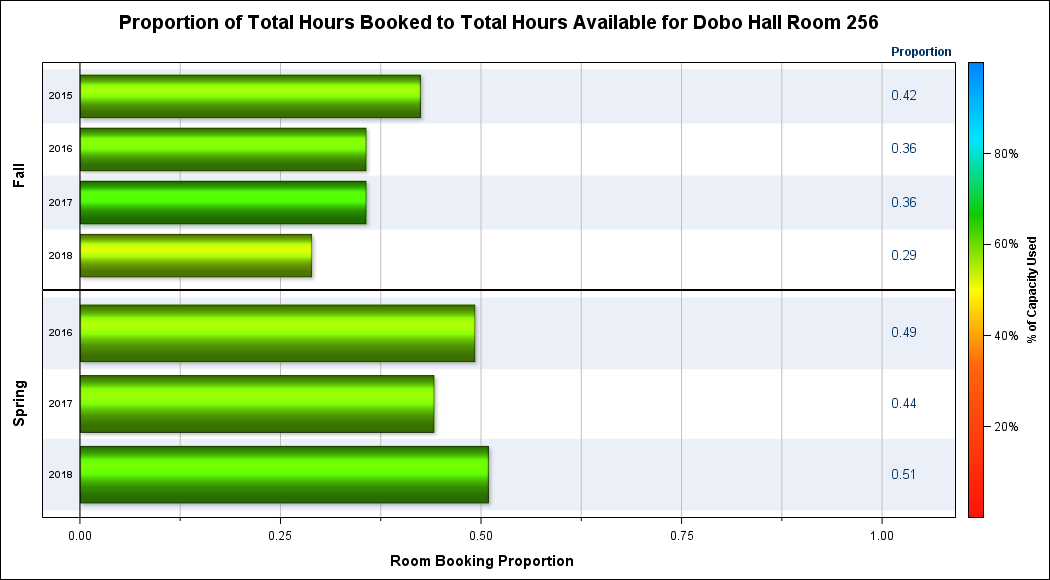 Proportion of Total Hours Booked to Total Hours Available for Dobo Hall Room 256
Proportion
Fall
2015 0.42
2016 0.36
2017 0.36
2018 0.29
Spring
2016 0.49
2017 0.44
2018 0.51
0.00 0.25 0.50 0.75 1.00
Room Booking Proportion
80%
60%
40%
20%
% of Capacity Used